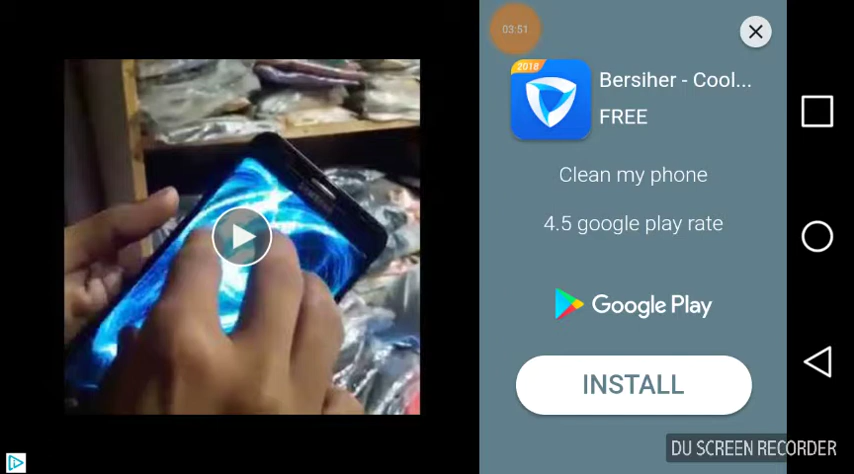 03:51
2018
Bersiher - Cool...
FREE
Clean my phone
4.5 google play rate
Google Play
INSTALL
DU SCREEN RECORDER